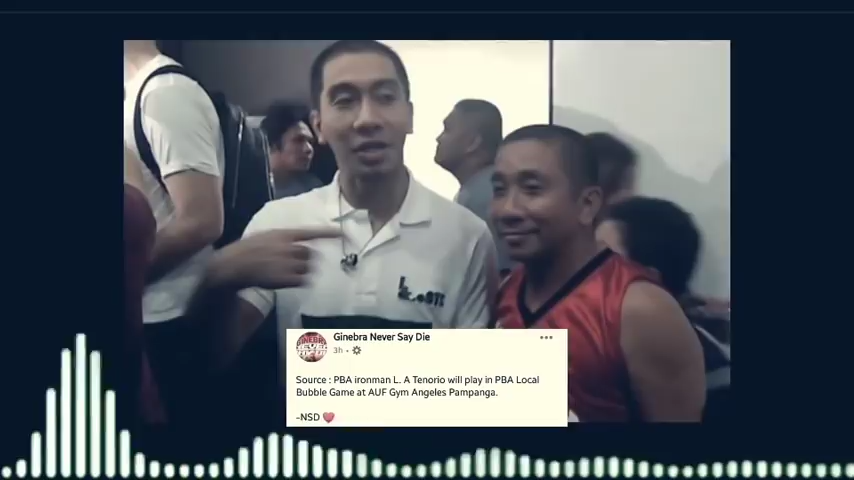 Ginebra Never Say Die
3h
Source : PBA ironman L. A Tenorio will play in PBA Local
Bubble Game at AUF Gym Angeles Pampanga.
-NSD